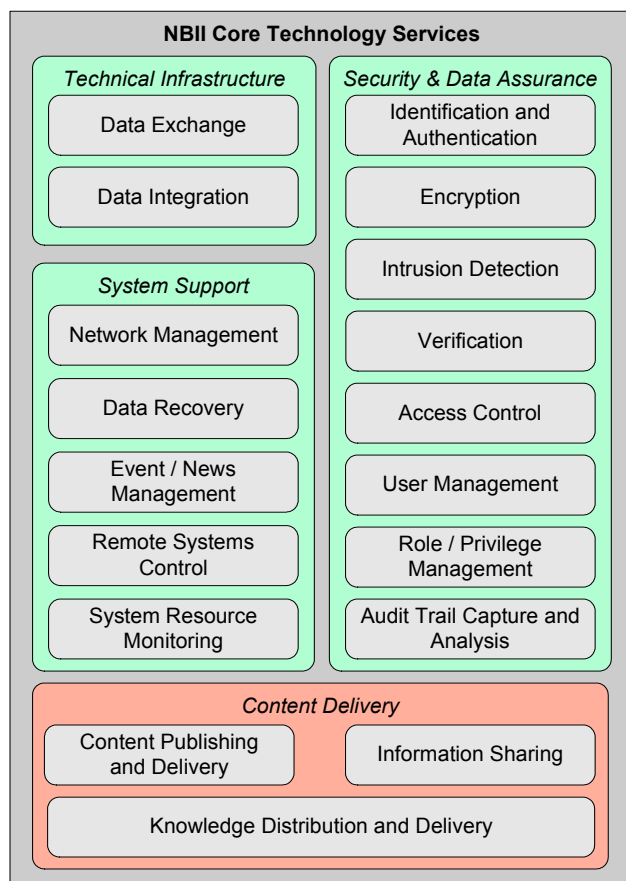 NBII Core Technology Services
Technical Infrastructure
Data Exchange
Data Integration
System Support
Network Management
Data Recovery
Event / News
Management
Remote Systems
Control
System Resource
Monitoring
Security & Data Assurance
Identification and
Authentication
Encryption
Intrusion Detection
Verification
Access Control
User Management
Role / Privilege
Management
Audit Trail Capture and
Analysis
Content Delivery
Content Publishing
and Delivery
Information Sharing
Knowledge Distribution and Delivery